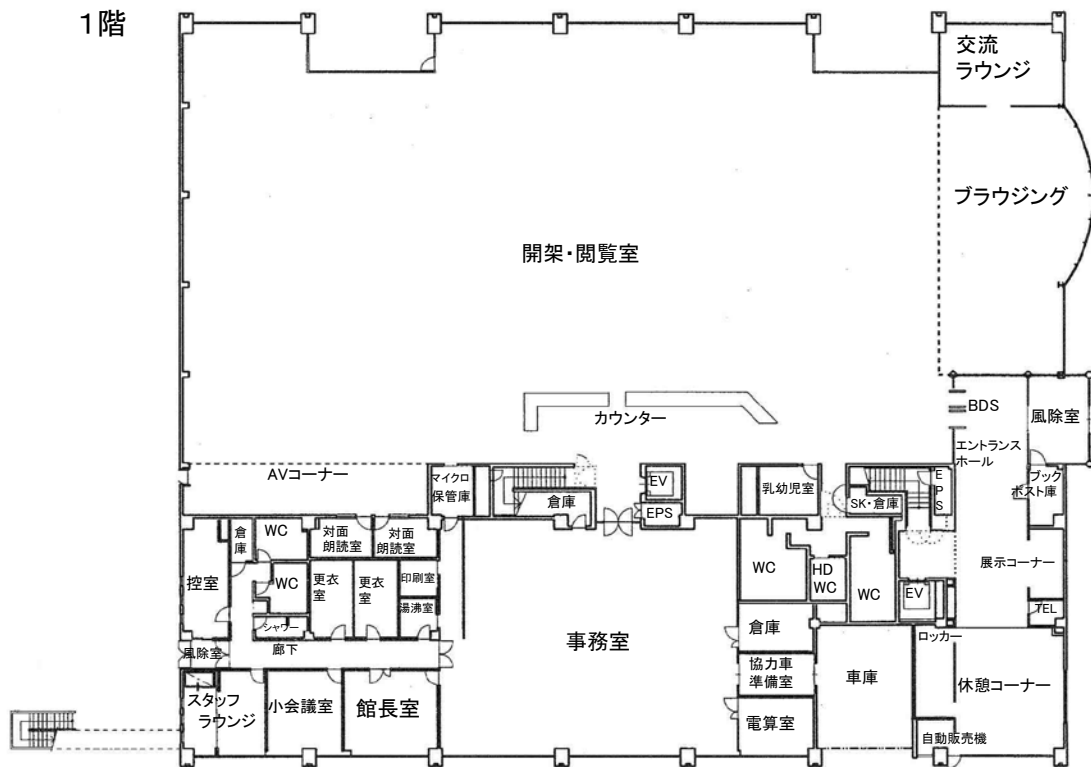 1階
交流
ラウンジ
ブラウジング
開架・閲覧室
カウンター
BDS
風除室
エントランス
ホール
AVコーナー
マイクロ
保管庫
倉庫
EV
EPS
乳幼児室
SK・倉庫
EPS
ブック
ポスト庫
倉庫
WC
対面
朗読室
対面
朗読室
控室
WC
更衣
室
更衣
室
印刷室
湯沸室
シャワー
風除室
廊下
WC
HD
WC
WC
EV
展示コーナー
TEL
倉庫
事務室
ロッカー
協力車
準備室
車庫
休憩コーナー
スタッフ
ラウンジ
小会議室
館長室
電算室
自動販売機